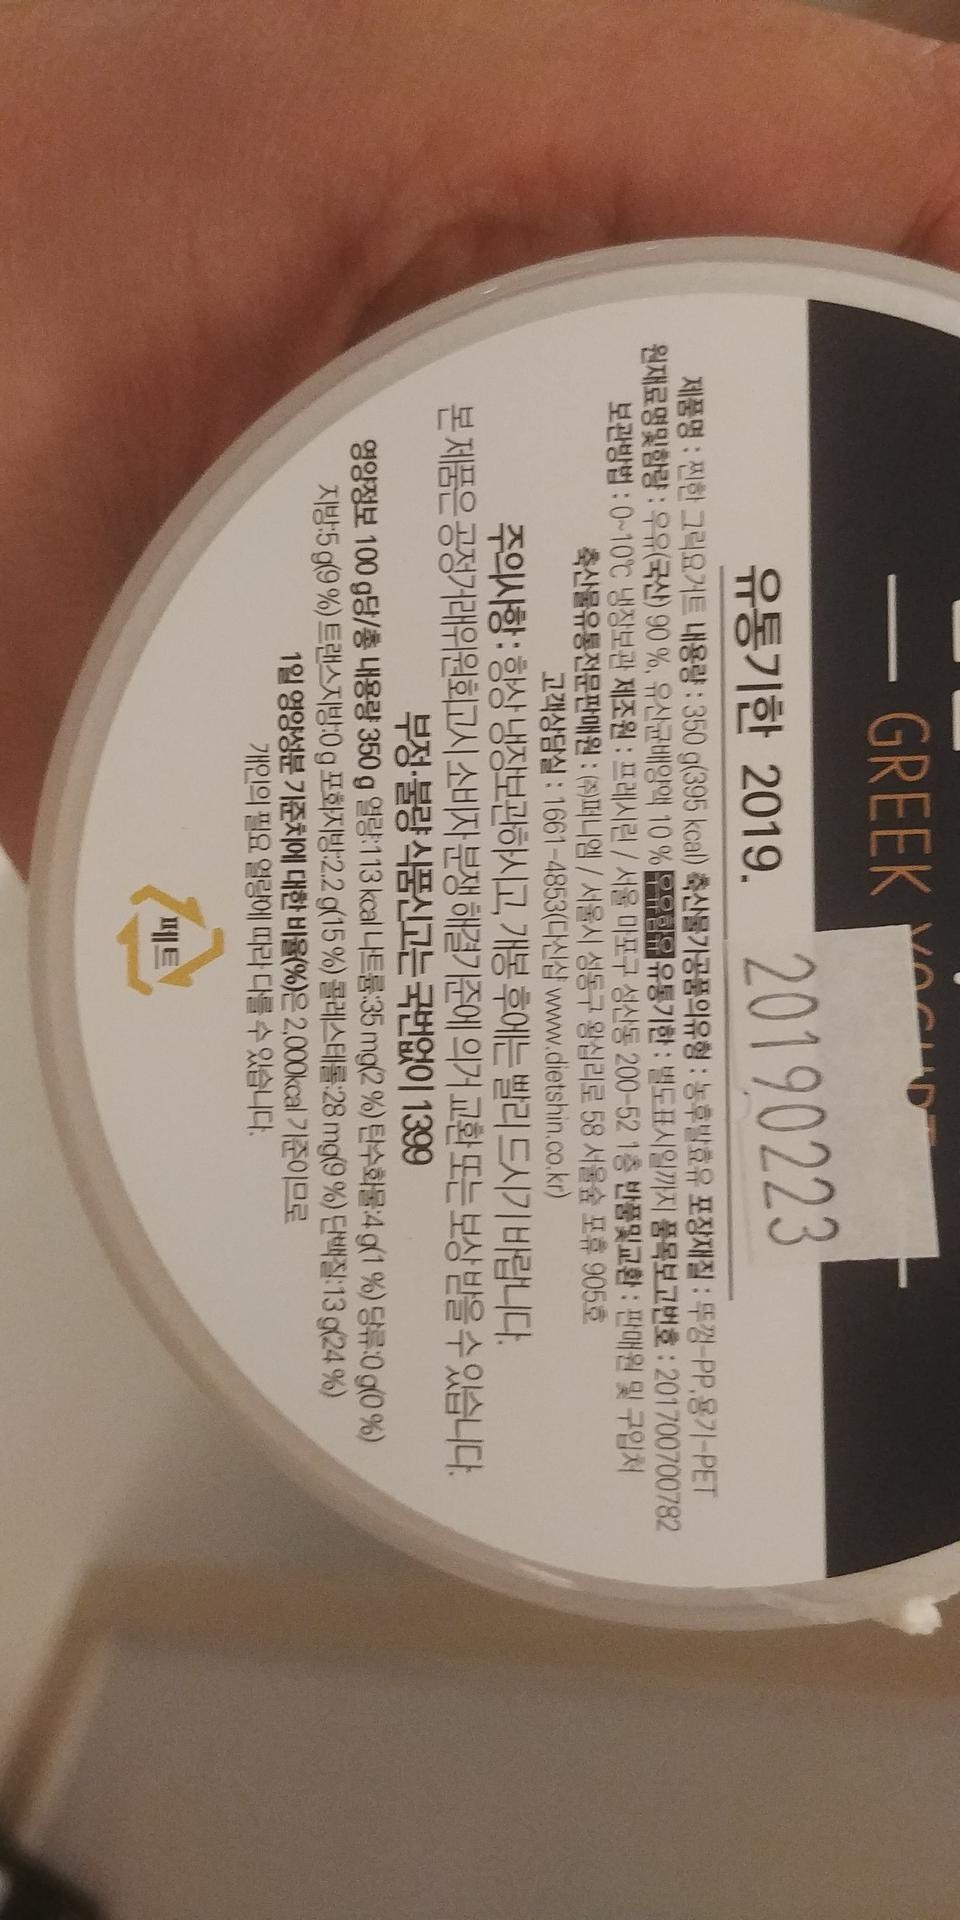 GREEK YOGURT
유통기한 2019.
2019,0223
제품명 : 찐한 그릭요거트 내용량 : 350 g(395 kcal) 축산물가공품의유형 : 농후발효유 포장재질 : 뚜껑-PP,용기-PET
원재료명및함량 : 우유(국산) 90 %, 유산균배양액 10 % 우유함유 유통기한 : 별도표시일까지 품목보고번호 : 201700700782
보관방법 : 0~10℃ 냉장보관 제조원 : 프레시린 / 서울 마포구 성산동 200-52 1층 반품및교환 : 판매원 및 구입처
축산물유통전문판매원 : (주)퍼니엠 / 서울시 성동구 왕십리로 58 서울숲 포휴 905호
고객상담실 : 1661-4853(다신샵 www.dietshin.co.kr)
주의사항 : 항상 냉장보관하시고, 개봉 후에는 빨리 드시기 바랍니다.
본 제품은 공정거래위원회고시 소비자분쟁해결기준에 의거 교환 또는 보상 받을 수 있습니다.
부정·불량식품신고는 국번없이 1399
영양정보 100 g당/총 내용량 350 g 열량:113 kcal 나트륨:35 mg(2 %) 탄수화물:4 g(1 %) 당류:0 g(0 %)
지방:5 g(9 %) 트랜스지방:0 g 포화지방:2.2 g(15 %) 콜레스테롤:28 mg(9 %) 단백질:13 g(24 %)
1일 영양성분 기준치에 대한 비율(%)은 2,000kcal 기준이므로
개인의 필요 열량에 따라 다를 수 있습니다.
페트